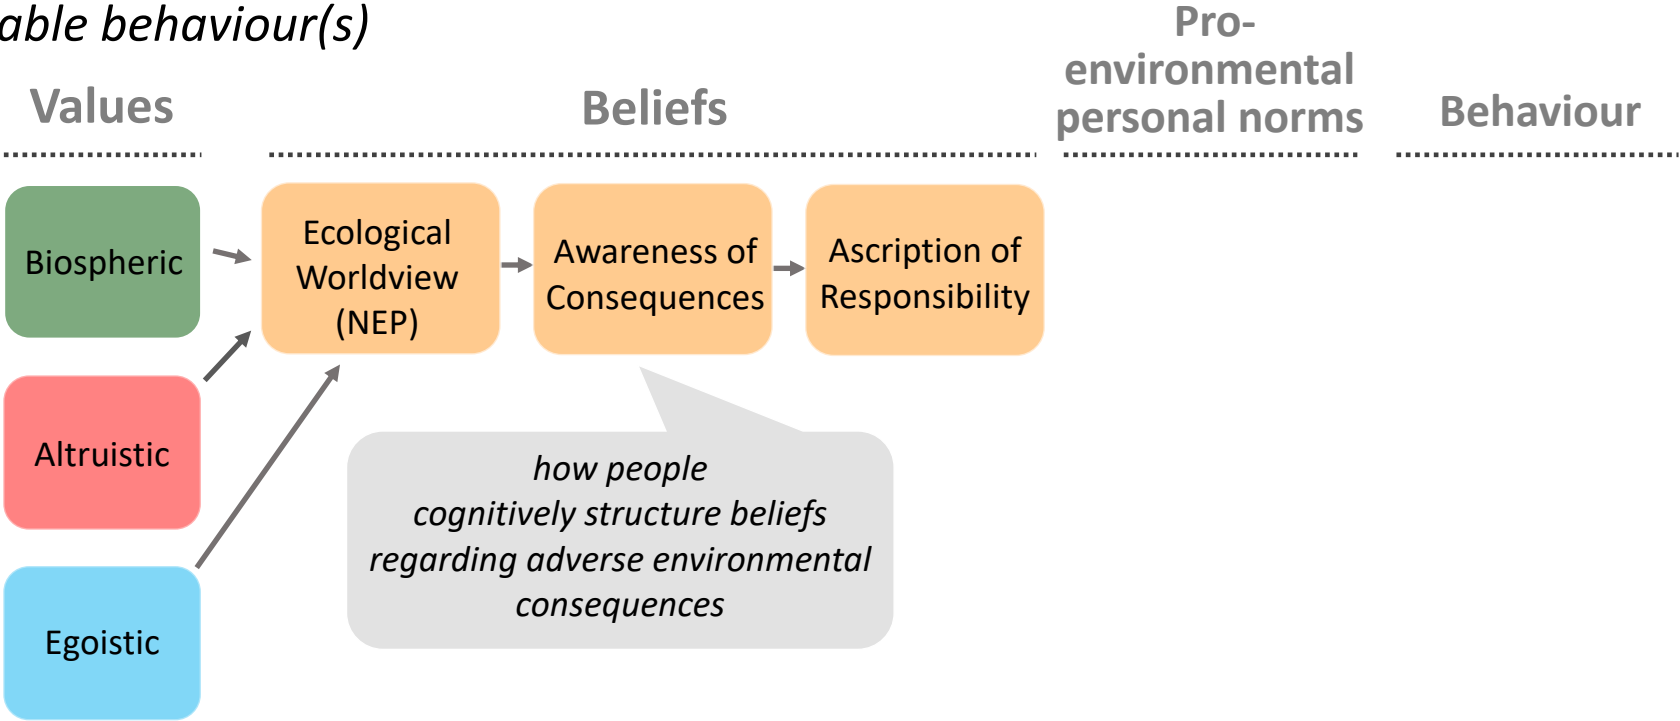 able behaviour(s)
Pro-
environmental
personal norms
Values
Beliefs
Behaviour
Biospheric
Ecological
Worldview
(NEP)
Awareness of
Consequences
Ascription of
Responsibility
Altruistic
how people
cognitively structure beliefs
regarding adverse environmental
consequences
Egoistic